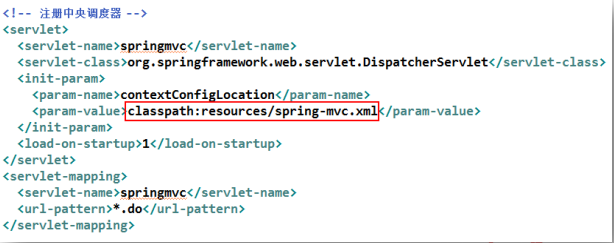 <!-- 注册中央调度器 -->
<servlet>
<servlet-name>springmvc</servlet-name>
<servlet-class>org.springframework.web.servlet.DispatcherServlet</servlet-class>
<init-param>
<param-name>contextConfigLocation</param-name>
<param-value>classpath:resources/spring-mvc.xml</param-value>
</init-param>
<load-on-startup>1</load-on-startup>
</servlet>
<servlet-mapping>
<servlet-name>springmvc</servlet-name>
<url-pattern>*.do</url-pattern>
</servlet-mapping>